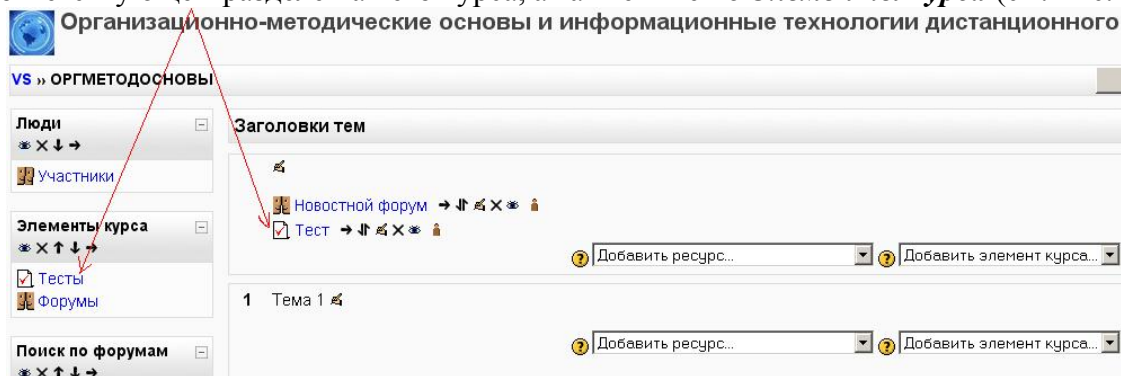 Организационно-методические основы и информационные технологии дистанционного
VS » ОРГМЕТОДОСНОВЫ
Люди
Участники
Элементы курса
Тесты
Форумы
Поиск по форумам
Заголовки тем
Новостной форум
Тест
Добавить ресурс...
Добавить элемент курса...
1 Тема 1
Добавить ресурс...
Добавить элемент курса...